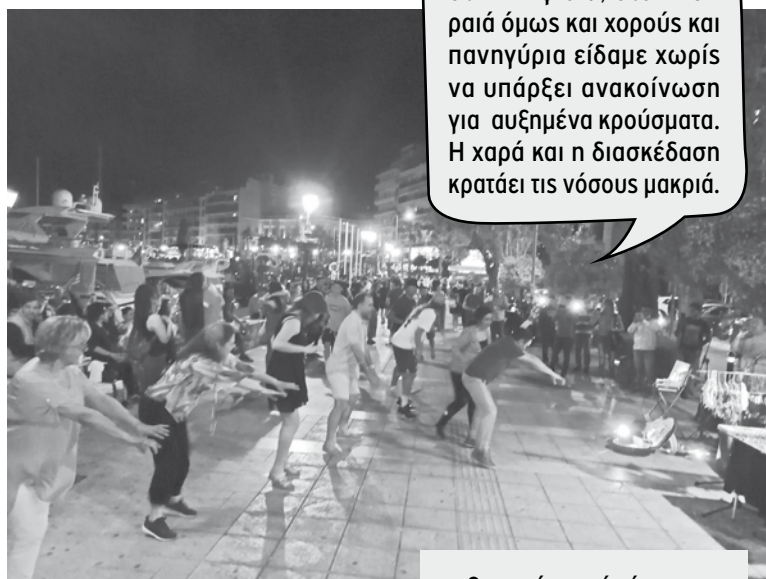 ραιά όμως και χορούς και
πανηγύρια είδαμε χωρίς
να υπάρξει ανακοίνωση
για αυξημένα κρούσματα.
Η χαρά και η διασκέδαση
κρατάει τις νόσους μακριά.